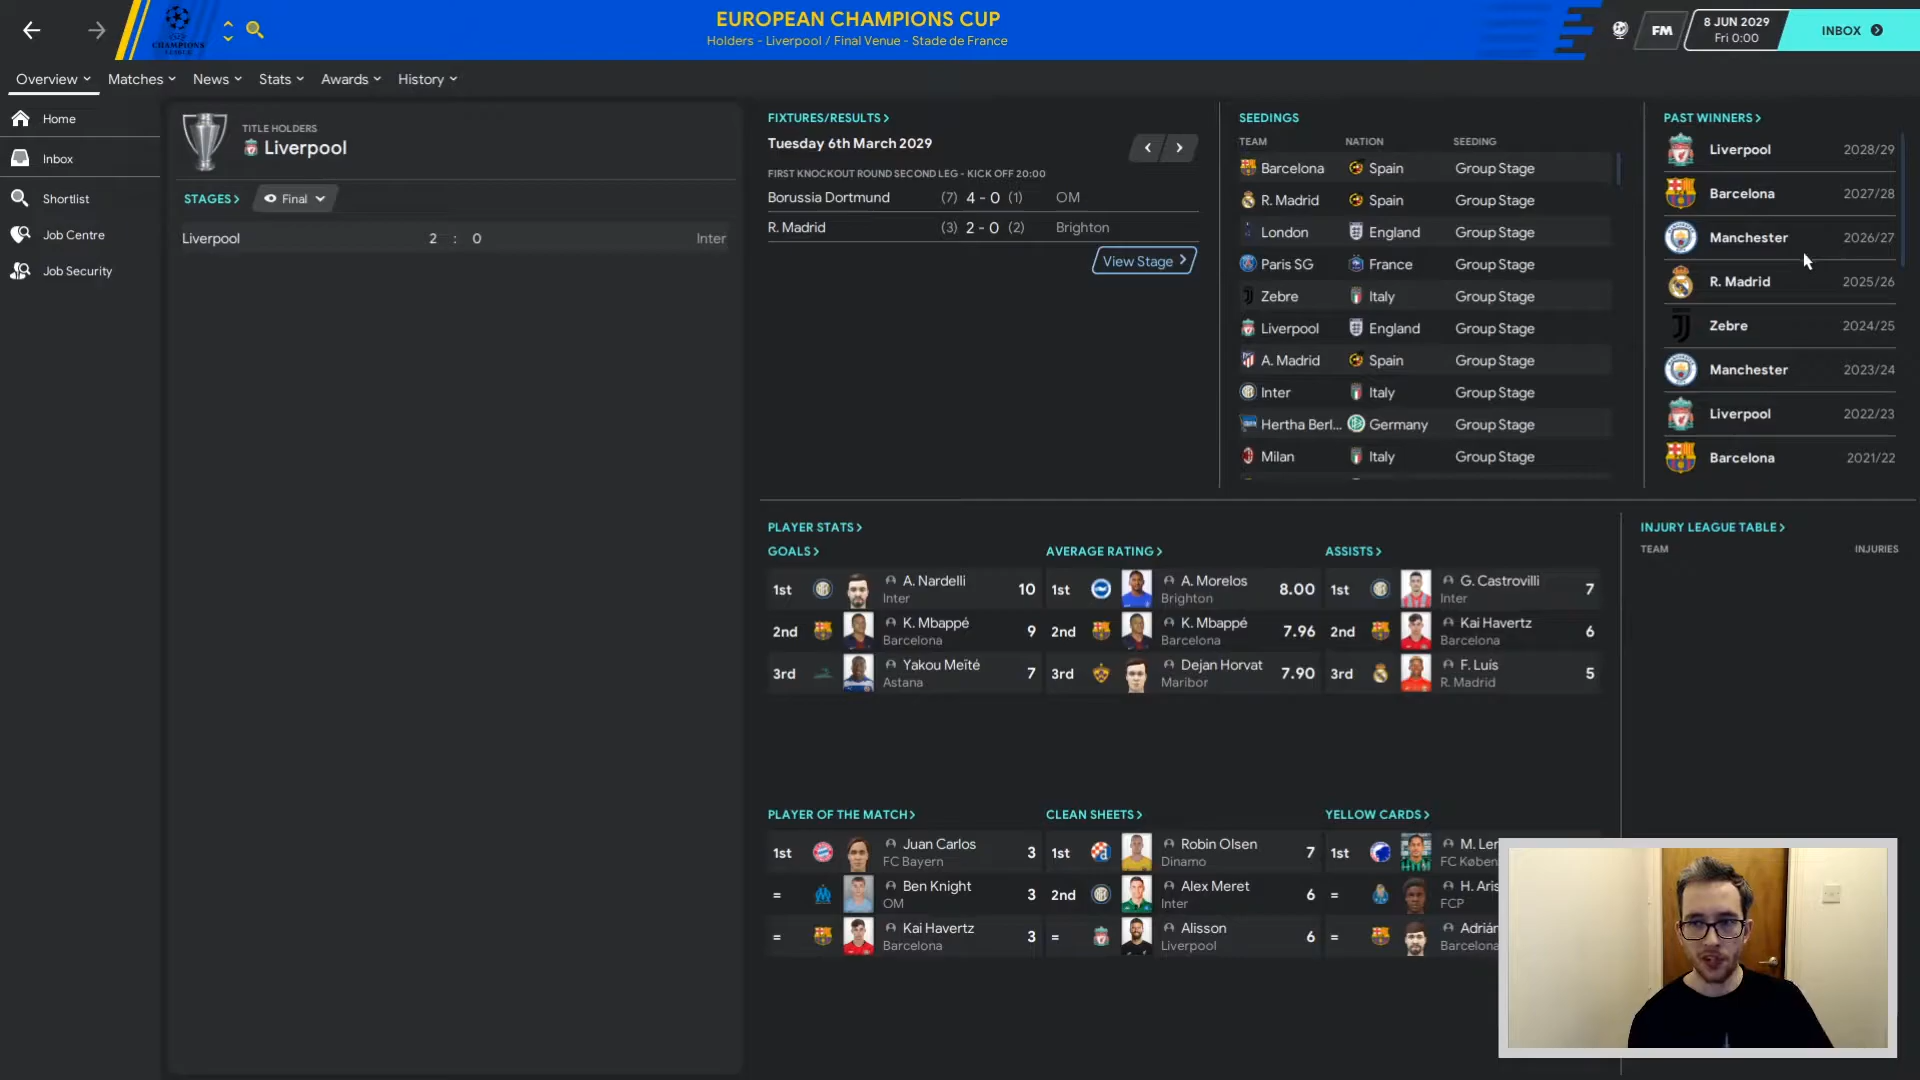 EUROPEAN CHAMPIONS CUP
Holders - Liverpool / Final Venue - Stade de France
CHAMPIONS
FM
8 JUN 2029
Fri 0:00
INBOX
Overview
Matches
News
Stats
Awards
History
Home
Inbox
Shortlist
Job Centre
Job Security
TITLE HOLDERS
Liverpool
STAGES
Final
Liverpool 2 : 0 Inter
FIXTURES/RESULTS
Tuesday 6th March 2029
FIRST KNOCKOUT ROUND SECOND LEG - KICK OFF 20:00
Borussia Dortmund (7) 4 - 0 (1) OM
R. Madrid (3) 2 - 0 (2) Brighton
View Stage
SEEDINGS
TEAM NATION SEEDING
Barcelona Spain Group Stage
R. Madrid Spain Group Stage
London England Group Stage
Paris SG France Group Stage
Zebre Italy Group Stage
Liverpool England Group Stage
A. Madrid Spain Group Stage
Inter Italy Group Stage
Hertha Berl... Germany Group Stage
Milan Italy Group Stage
PAST WINNERS
Liverpool 2028/29
Barcelona 2027/28
Manchester 2026/27
R. Madrid 2025/26
Zebre 2024/25
Manchester 2023/24
Liverpool 2022/23
Barcelona 2021/22
PLAYER STATS
GOALS
1st A. Nardelli 10
Inter
2nd K. Mbappé 9
Barcelona
3rd Yakou Meïté 7
Astana
AVERAGE RATING
1st A. Morelos 8.00
Brighton
2nd K. Mbappé 7.96
Barcelona
3rd Dejan Horvat 7.90
Maribor
ASSISTS
1st G. Castrovilli 7
Inter
2nd Kai Havertz 6
Barcelona
3rd F. Luis 5
R. Madrid
INJURY LEAGUE TABLE
TEAM INJURIES
PLAYER OF THE MATCH
1st Juan Carlos 3
FC Bayern
= Ben Knight 3
OM
= Kai Havertz 3
Barcelona
CLEAN SHEETS
1st Robin Olsen 7
Dinamo
2nd Alex Meret 6
Inter
= Alisson 6
Liverpool
YELLOW CARDS
1st M. Ler
FC Køben
= H. Aris
FCP
= Adrián
Barcelona